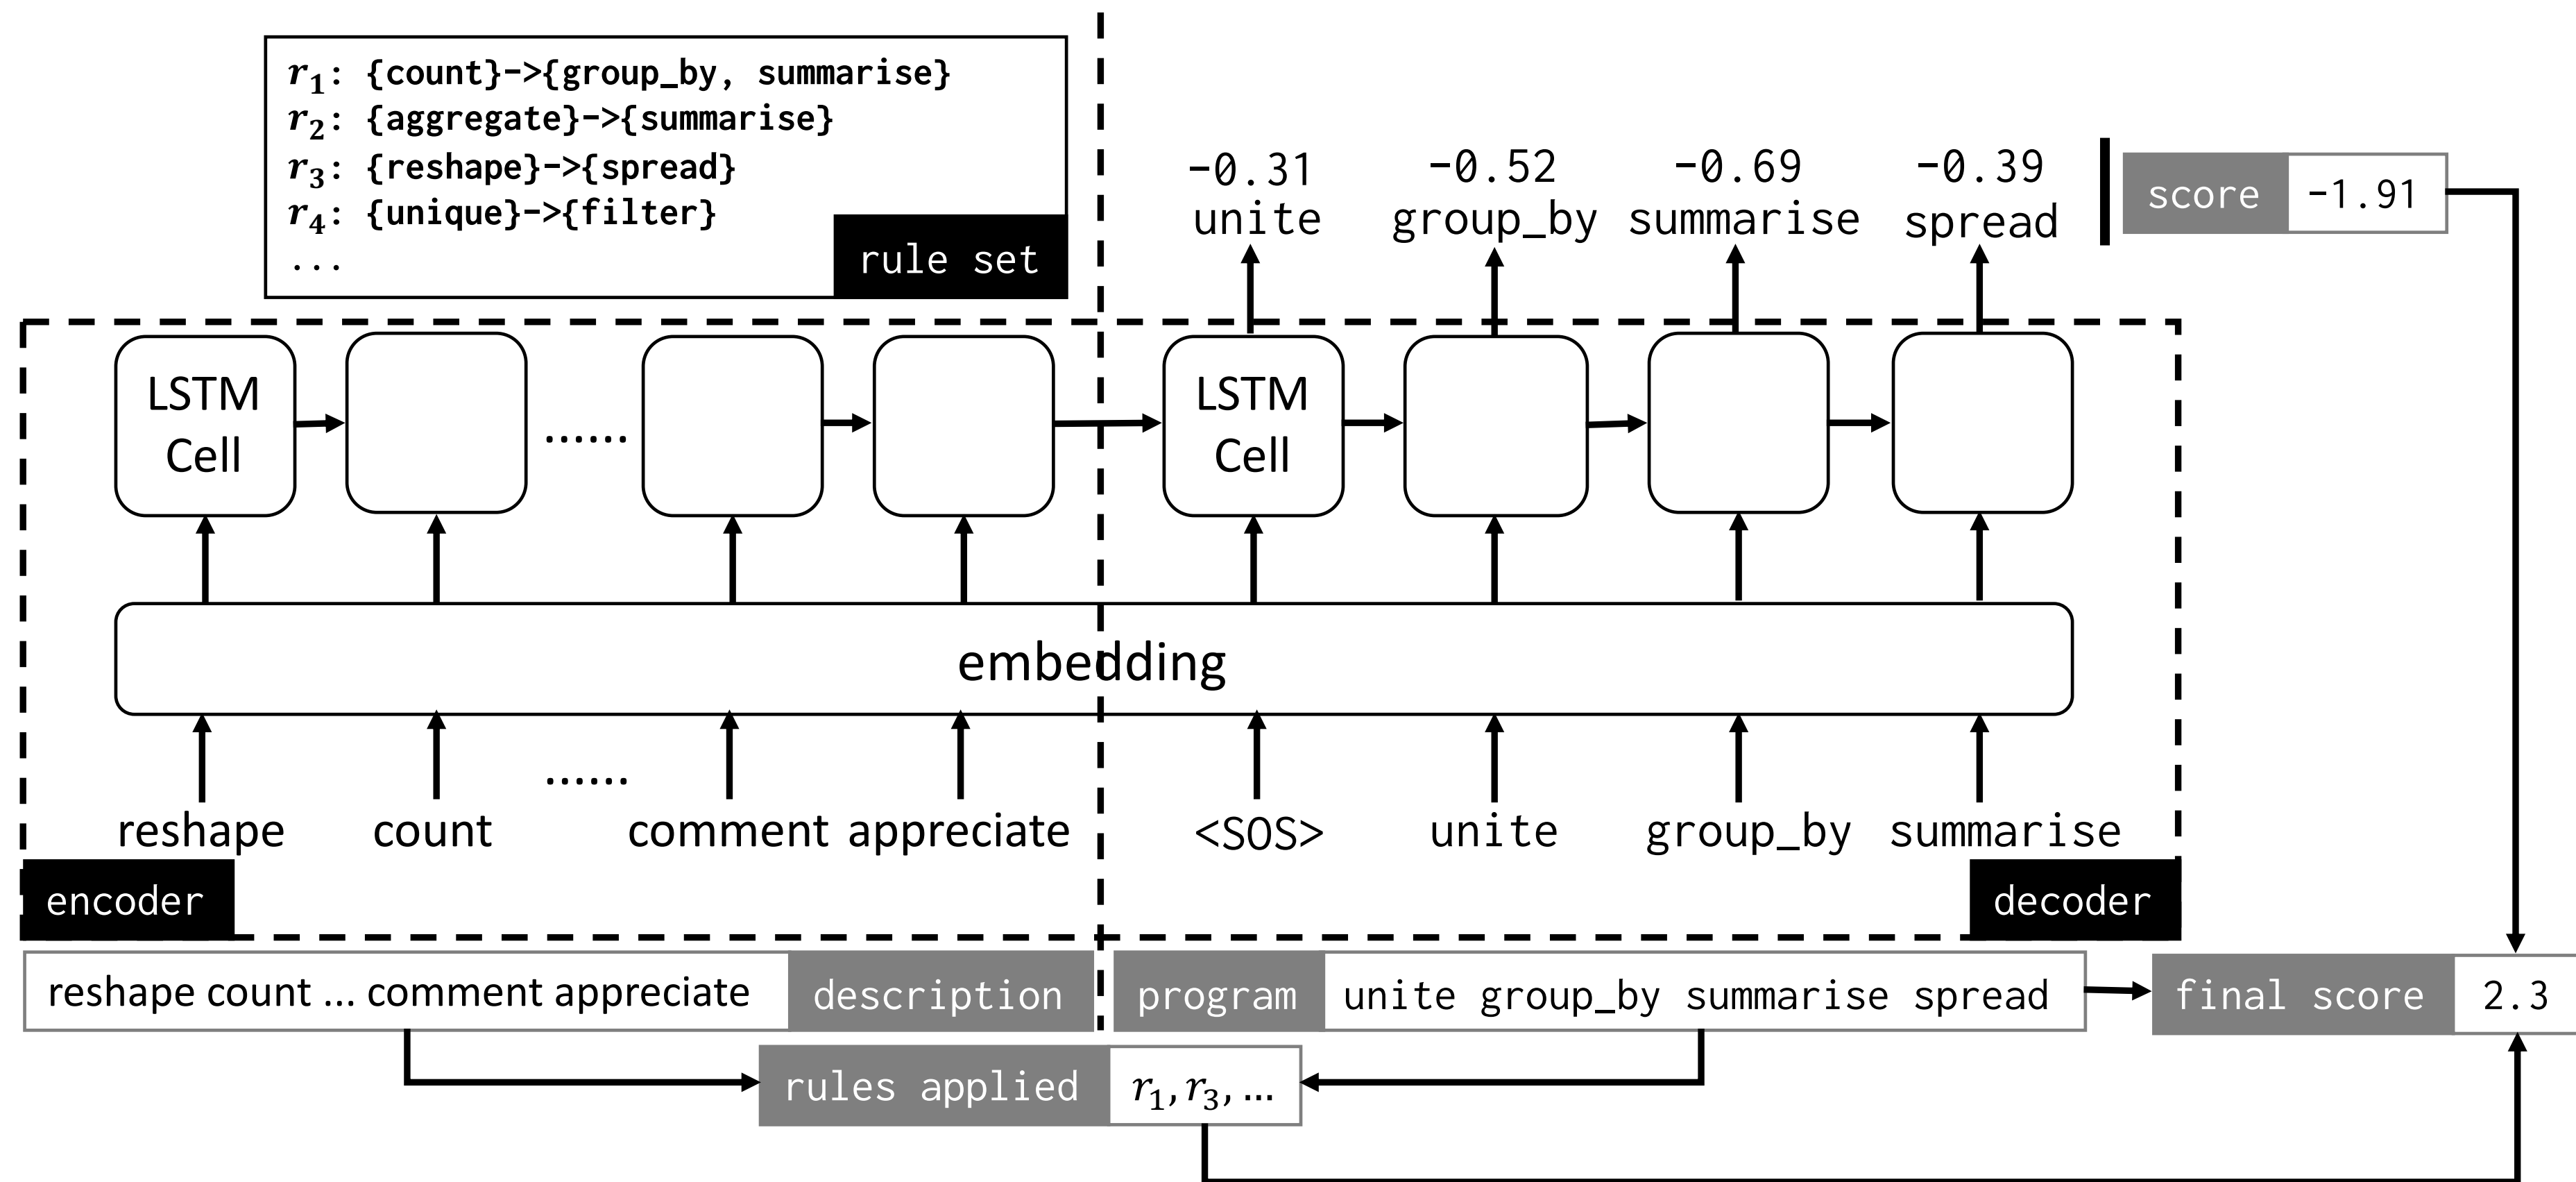 r1: {count}->{group_by, summarise}
r2: {aggregate}->{summarise}
r3: {reshape}->{spread}
r4: {unique}->{filter}
...
rule set
-0.31 -0.52 -0.69 -0.39
unite group_by summarise spread
score -1.91
LSTM Cell
......
LSTM Cell
embedding
......
reshape count comment appreciate <SOS> unite group_by summarise
encoder
decoder
reshape count ... comment appreciate description
program unite group_by summarise spread
final score 2.3
rules applied r1, r3, ...